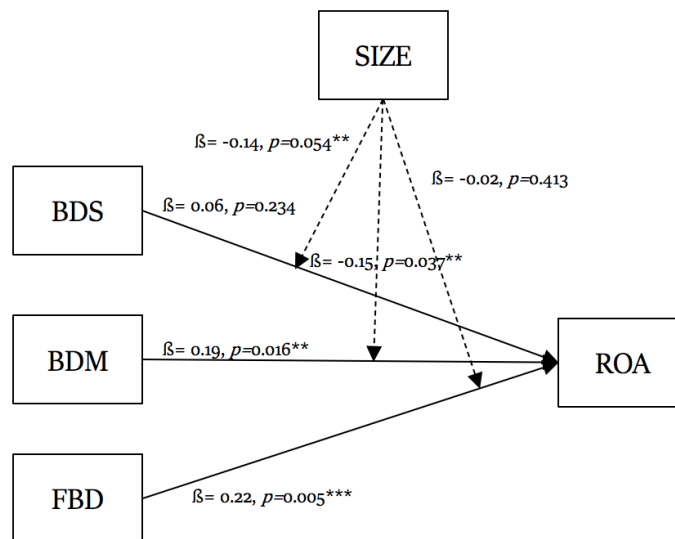 SIZE
ß= -0.14, p=0.054**
ß= -0.02, p=0.413
BDS
ß= 0.06, p=0.234
ß= -0.15, p=0.037**
BDM
ß= 0.19, p=0.016**
ROA
FBD
ß= 0.22, p=0.005***